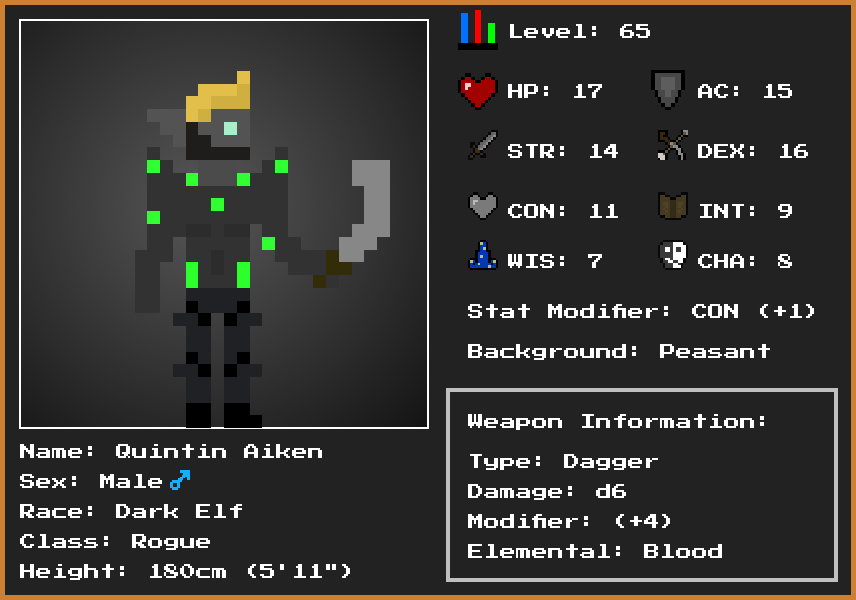 Level: 65
HP: 17 AC: 15
STR: 14 DEX: 16
CON: 11 INT: 9
WIS: 7 CHA: 8
Stat Modifier: CON (+1)
Background: Peasant
Weapon Information:
Type: Dagger
Damage: d6
Modifier: (+4)
Elemental: Blood
Name: Quintin Aiken
Sex: Male ♂
Race: Dark Elf
Class: Rogue
Height: 180cm (5'11")